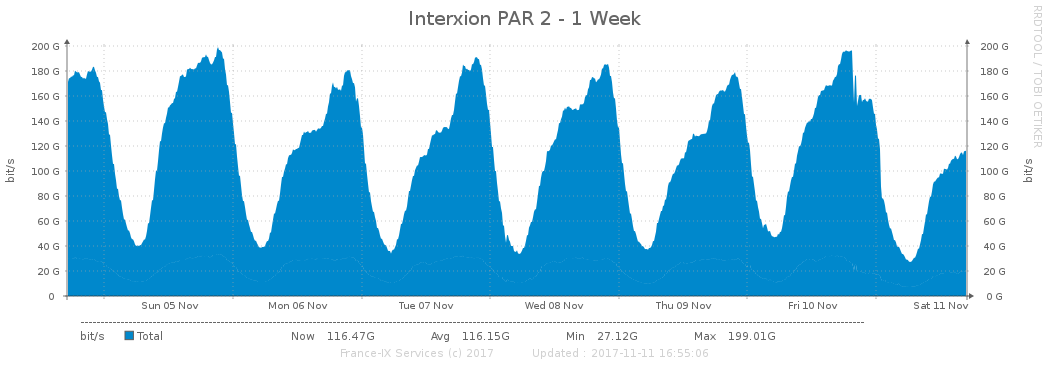 Interxion PAR 2 - 1 Week
RRDTOOL / TOBI OETIKER
200 G 200 G
180 G 180 G
160 G 160 G
140 G 140 G
120 G 120 G
100 G 100 G
80 G 80 G
60 G 60 G
40 G 40 G
20 G 20 G
0 0 G
bit/s bit/s
Sun 05 Nov Mon 06 Nov Tue 07 Nov Wed 08 Nov Thu 09 Nov Fri 10 Nov Sat 11 Nov
bit/s Total Now 116.47G Avg 116.15G Min 27.12G Max 199.01G
France-IX Services (c) 2017 Updated : 2017-11-11 16:55:06